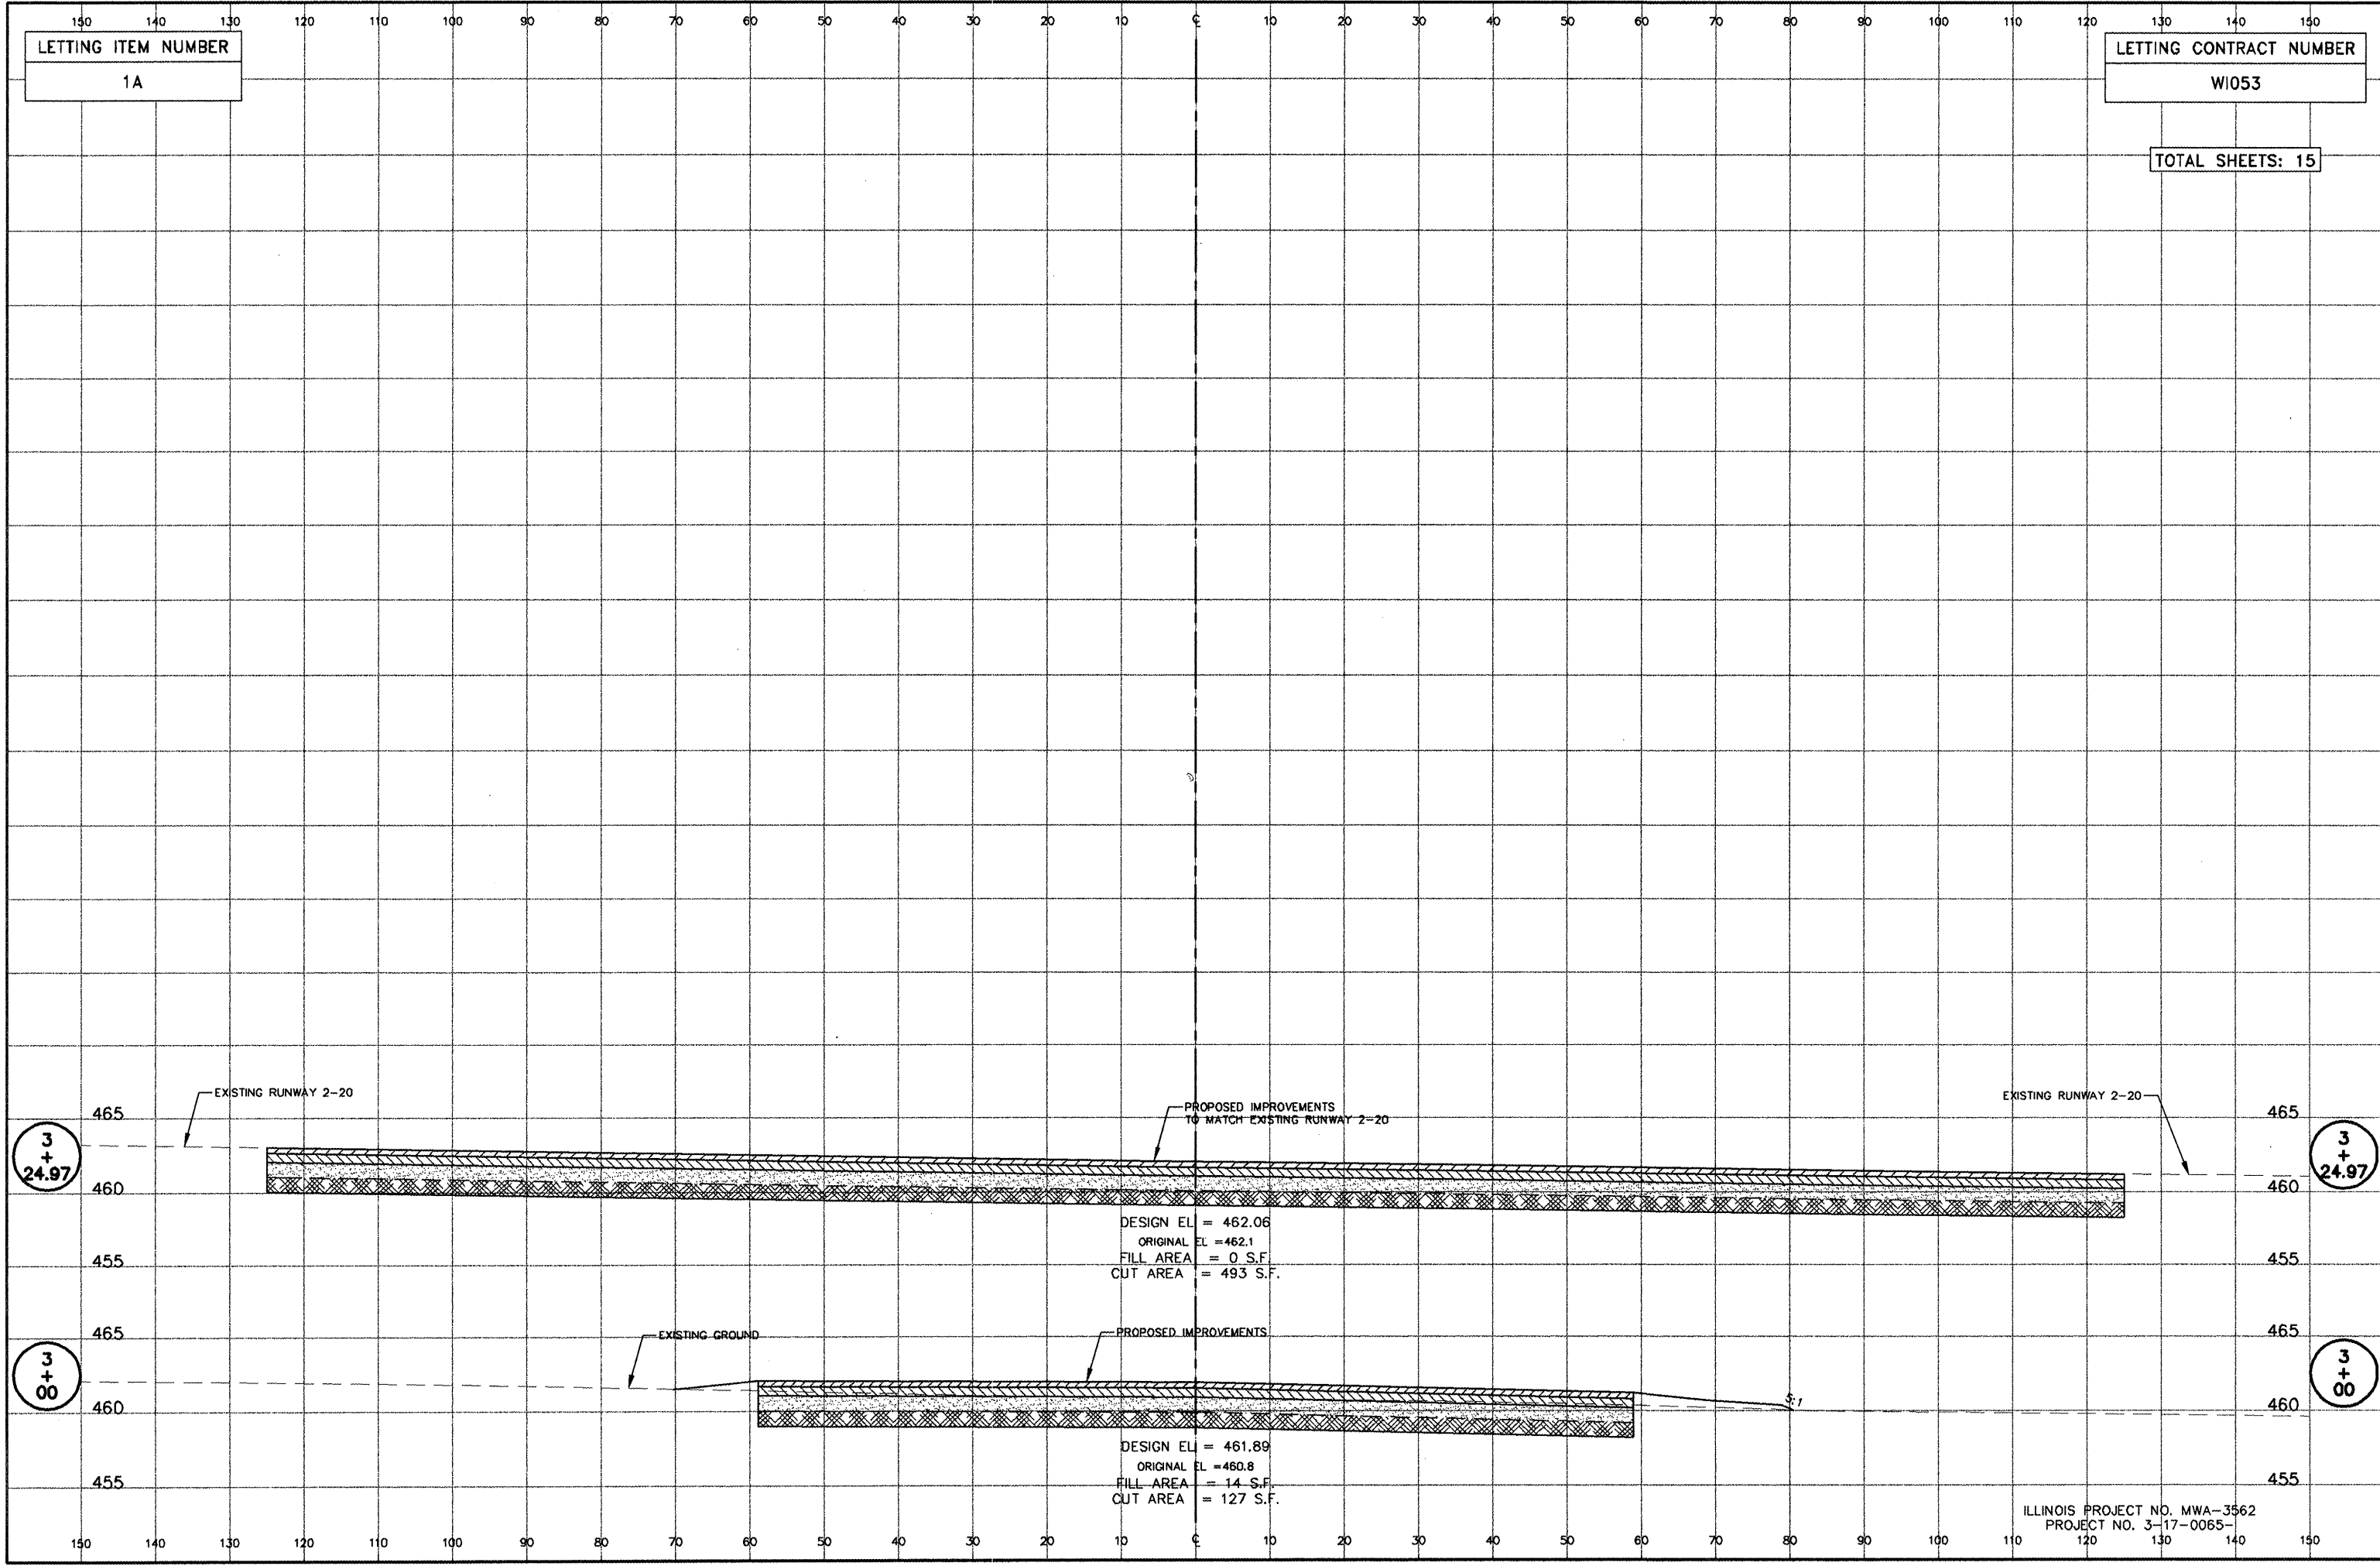 150 140 130 120 110 100 90 80 70 60 50 40 30 20 10 ℄ 10 20 30 40 50 60 70 80 90 100 110 120 130 140 150
LETTING ITEM NUMBER
1A
LETTING CONTRACT NUMBER
WI053
TOTAL SHEETS: 15
EXISTING RUNWAY 2-20
PROPOSED IMPROVEMENTS
TO MATCH EXISTING RUNWAY 2-20
EXISTING RUNWAY 2-20
465
465
3
+
24.97
3
+
24.97
460
460
DESIGN EL = 462.06
ORIGINAL EL =462.1
FILL AREA = 0 S.F.
CUT AREA = 493 S.F.
455
455
465
465
EXISTING GROUND
PROPOSED IMPROVEMENTS
3
+
00
3
+
00
5:1
460
460
DESIGN EL = 461.89
ORIGINAL EL =460.8
FILL AREA = 14 S.F.
CUT AREA = 127 S.F.
455
455
ILLINOIS PROJECT NO. MWA-3562
PROJECT NO. 3-17-0065-
150 140 130 120 110 100 90 80 70 60 50 40 30 20 10 ℄ 10 20 30 40 50 60 70 80 90 100 110 120 130 140 150